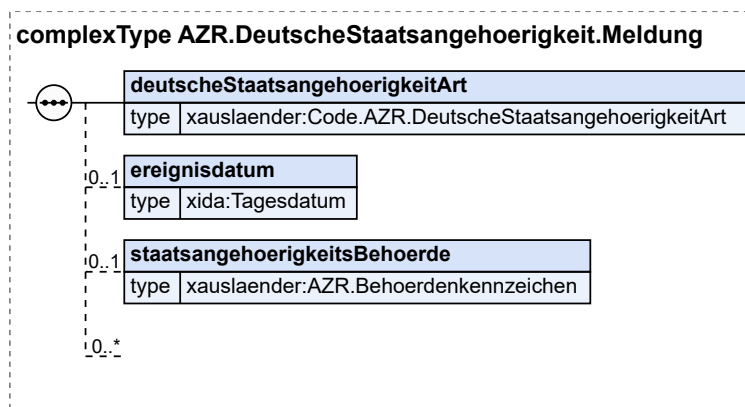 complexType AZR.DeutscheStaatsangehoerigkeit.Meldung
deutscheStaatsangehoerigkeitArt
type xauslaender:Code.AZR.DeutscheStaatsangehoerigkeitArt
0..1 ereignisdatum
type xida:Tagesdatum
0..1 staatsangehoerigkeitsBehoerde
type xauslaender:AZR.Behoerdenkennzeichen
0..*